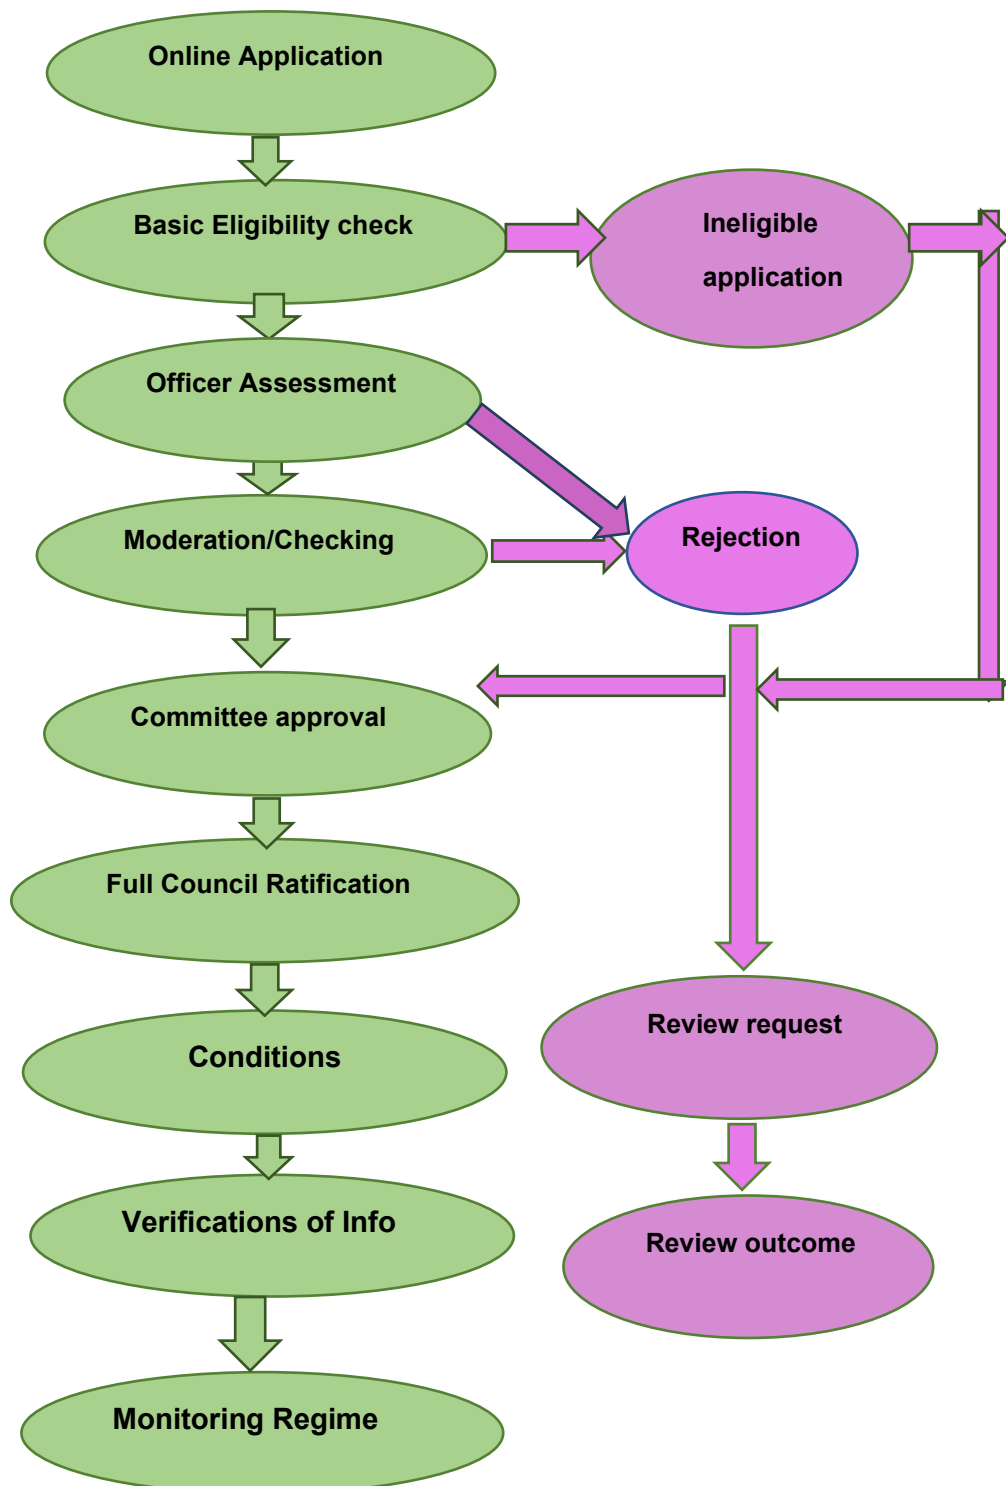 Online Application
Basic Eligibility check
Ineligible
application
Officer Assessment
Moderation/Checking
Rejection
Committee approval
Full Council Ratification
Conditions
Review request
Verifications of Info
Review outcome
Monitoring Regime